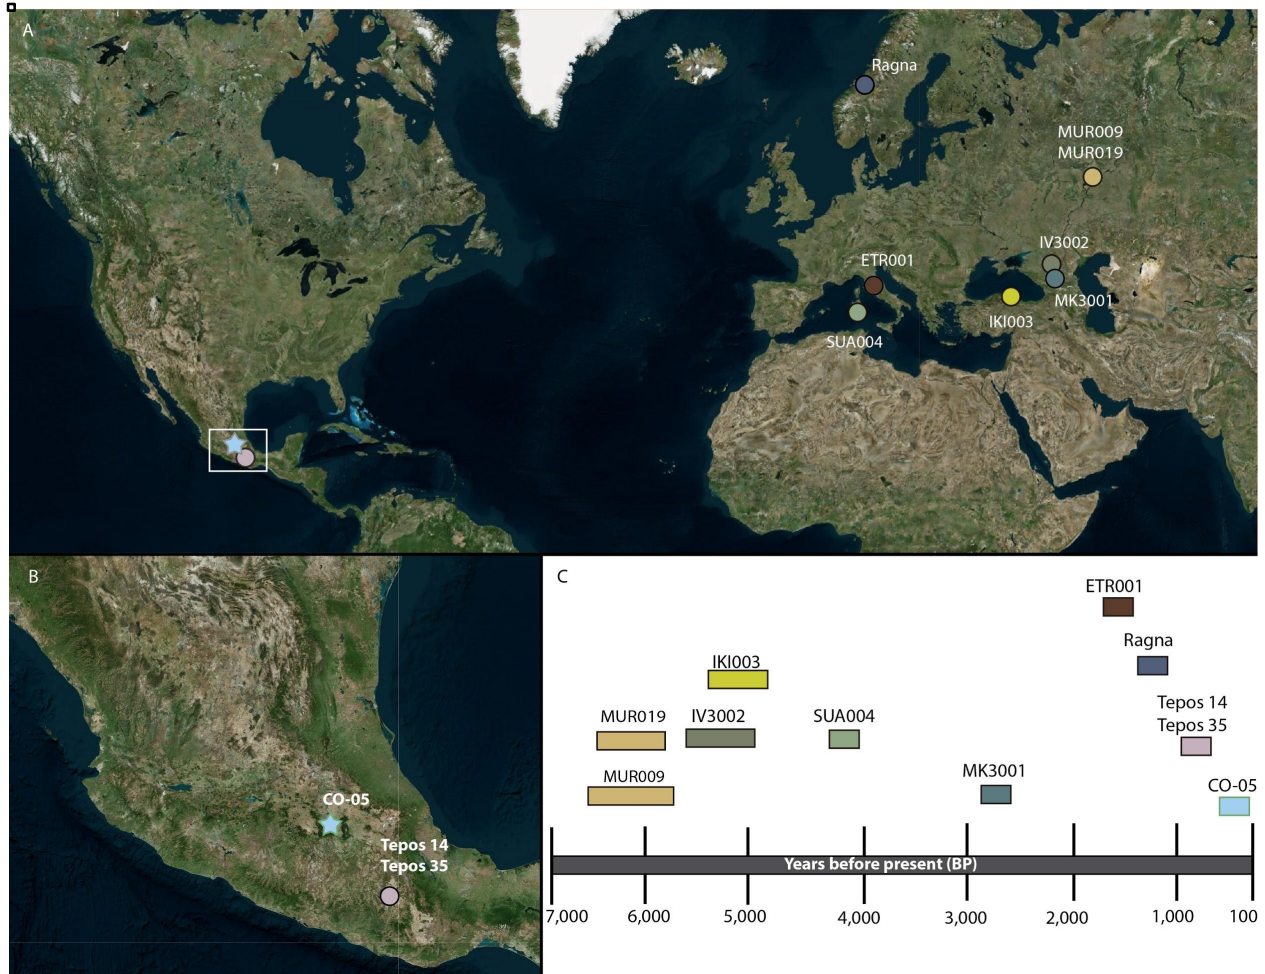 A
Ragna
MUR009
MUR019
IV3002
ETR001
MK3001
IKI003
SUA004
B
CO-05
Tepos 14
Tepos 35
C
ETR001
Ragna
IKI003
Tepos 14
Tepos 35
MUR019
IV3002
SUA004
MUR009
MK3001
CO-05
Years before present (BP)
7,000 6,000 5,000 4,000 3,000 2,000 1,000 100